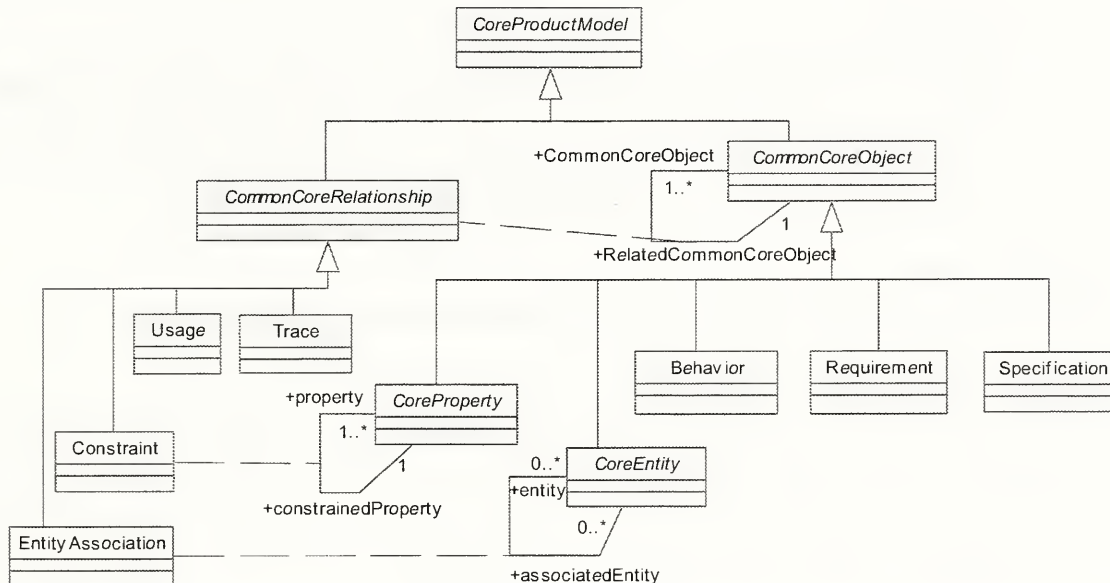 CoreProductModel
+CommonCoreObject
CommonCoreObject
1..*
CommonCoreRelationship
1
+RelatedCommonCoreObject
Usage
Trace
Behavior
Requirement
Specification
+property
CoreProperty
1..*
Constraint
1
0..*
CoreEntity
+entity
+constrainedProperty
0..*
Entity Association
+associatedEntity